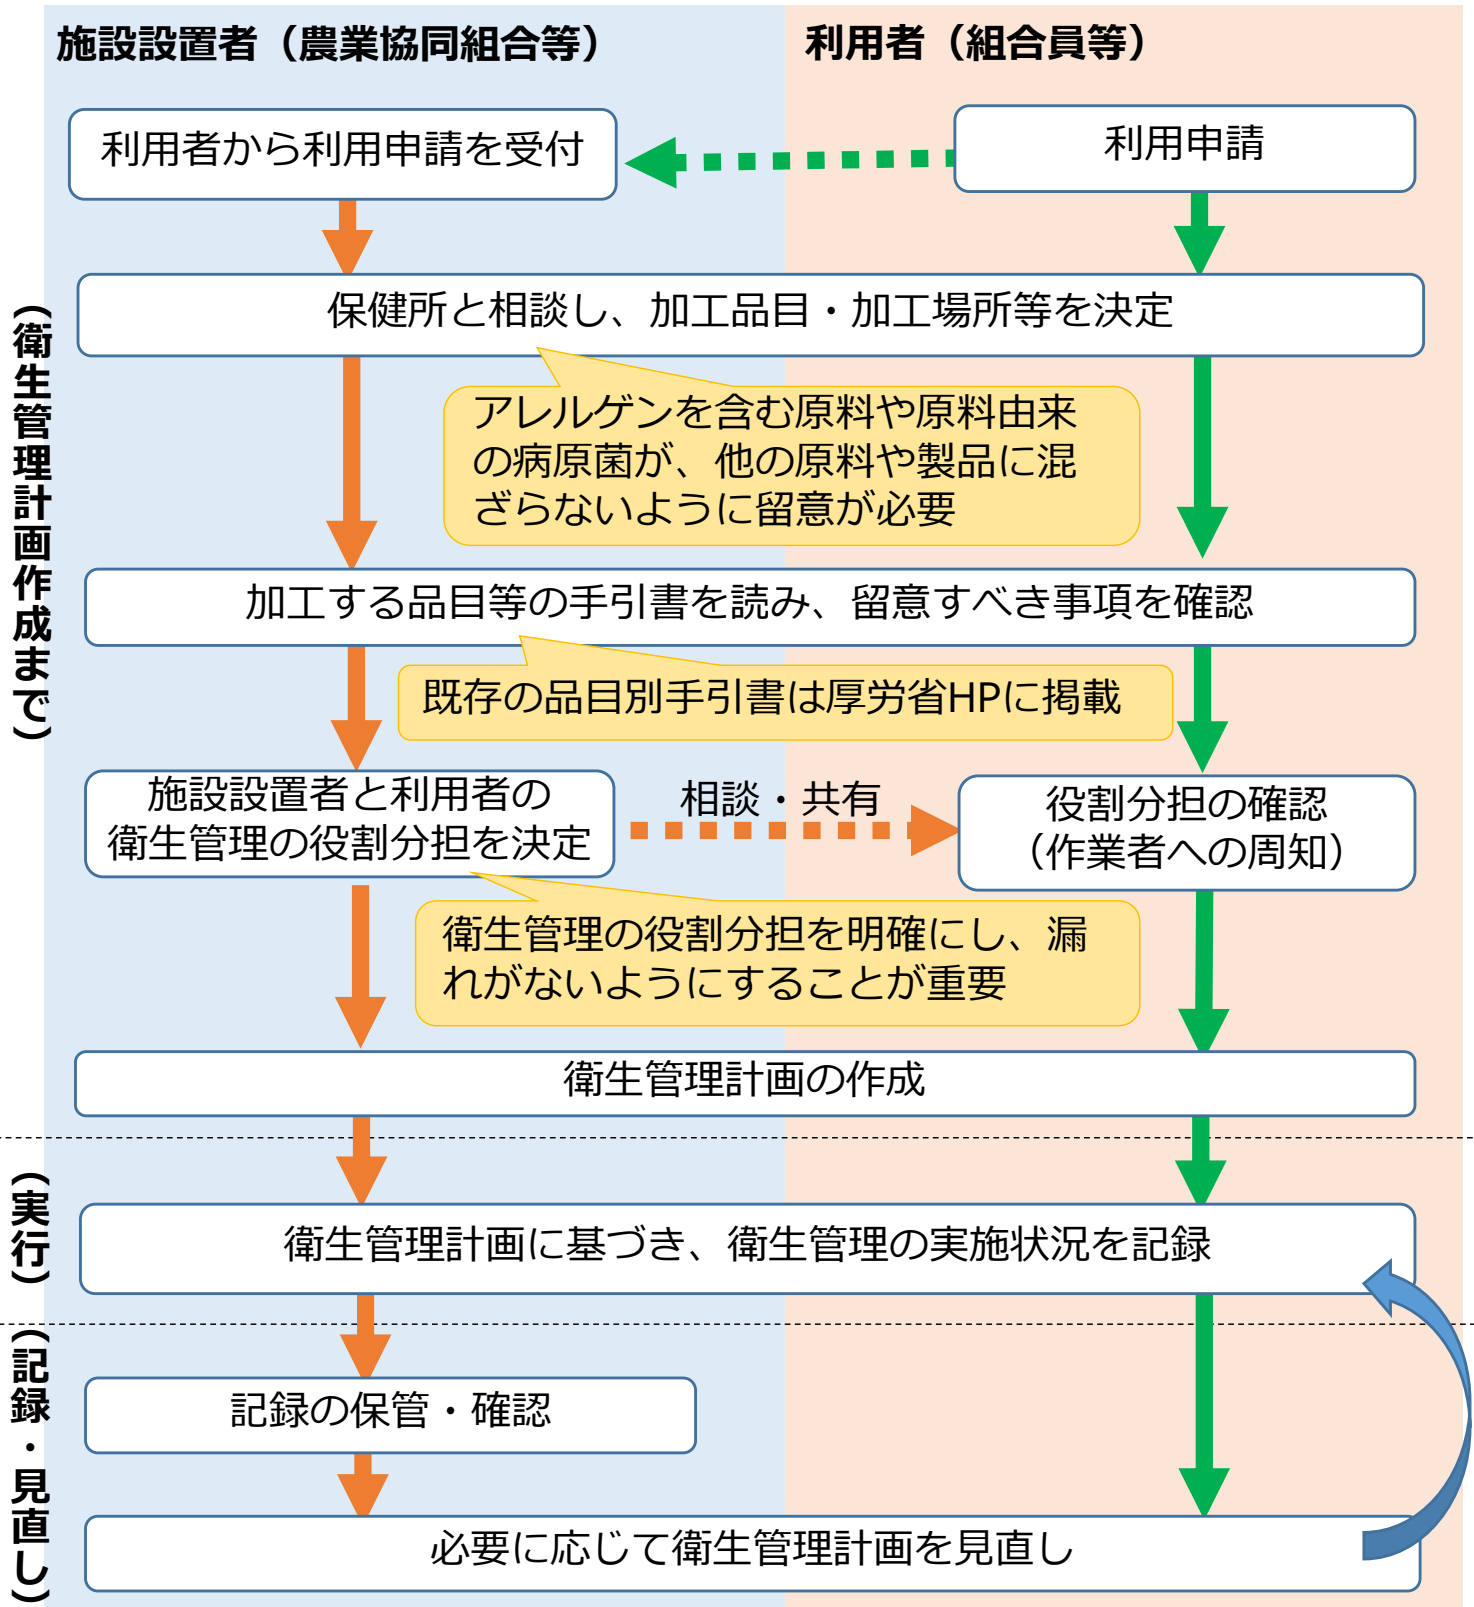 施設設置者（農業協同組合等）
利用者（組合員等）
利用者から利用申請を受付
利用申請
（衛生管理計画作成まで）
保健所と相談し、加工品目・加工場所等を決定
アレルゲンを含む原料や原料由来
の病原菌が、他の原料や製品に混
ざらないように留意が必要
加工する品目等の手引書を読み、留意すべき事項を確認
既存の品目別手引書は厚労省HPに掲載
施設設置者と利用者の
衛生管理の役割分担を決定
相談・共有
役割分担の確認
（作業者への周知）
衛生管理の役割分担を明確にし、漏
れがないようにすることが重要
衛生管理計画の作成
（実行）
衛生管理計画に基づき、衛生管理の実施状況を記録
（記録・見直し）
記録の保管・確認
必要に応じて衛生管理計画を見直し